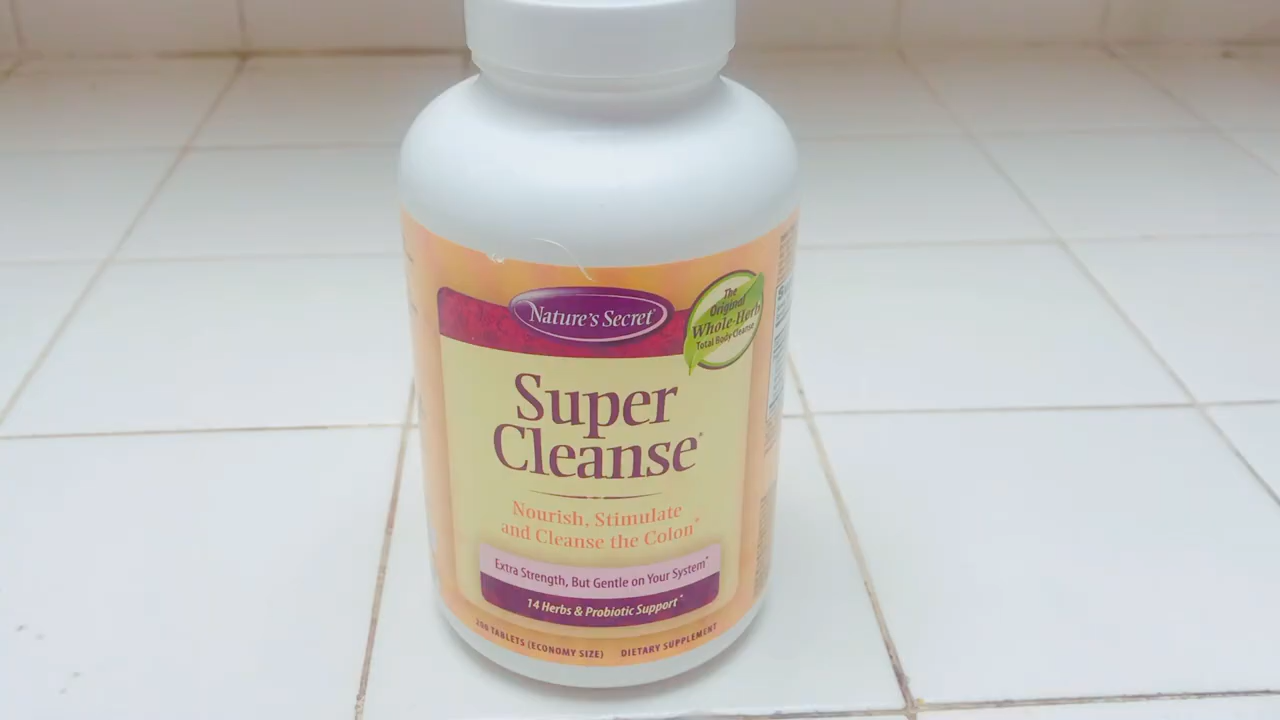 Nature's Secret
The
Original
Whole-Herb
Total Body Cleanse
Super
Cleanse*
Nourish, Stimulate
and Cleanse the Colon*
Extra Strength, But Gentle on Your System*
14 Herbs & Probiotic Support*
200 TABLETS (ECONOMY SIZE) DIETARY SUPPLEMENT